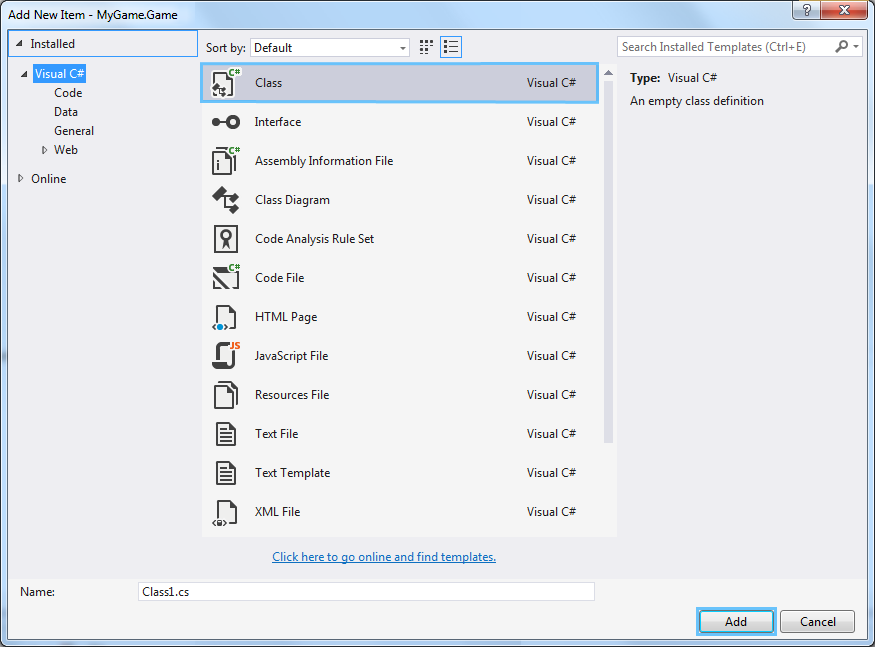 Add New Item - MyGame.Game
?
Installed
Sort by: Default
Search Installed Templates (Ctrl+E)
Visual C#
Code
Data
General
Web
Online
C# Class Visual C#
Interface Visual C#
C# Assembly Information File Visual C#
Class Diagram Visual C#
Code Analysis Rule Set Visual C#
C# Code File Visual C#
HTML Page Visual C#
JS JavaScript File Visual C#
Resources File Visual C#
Text File Visual C#
Text Template Visual C#
XML File Visual C#
Click here to go online and find templates.
Type: Visual C#
An empty class definition
Name: Class1.cs
Add Cancel